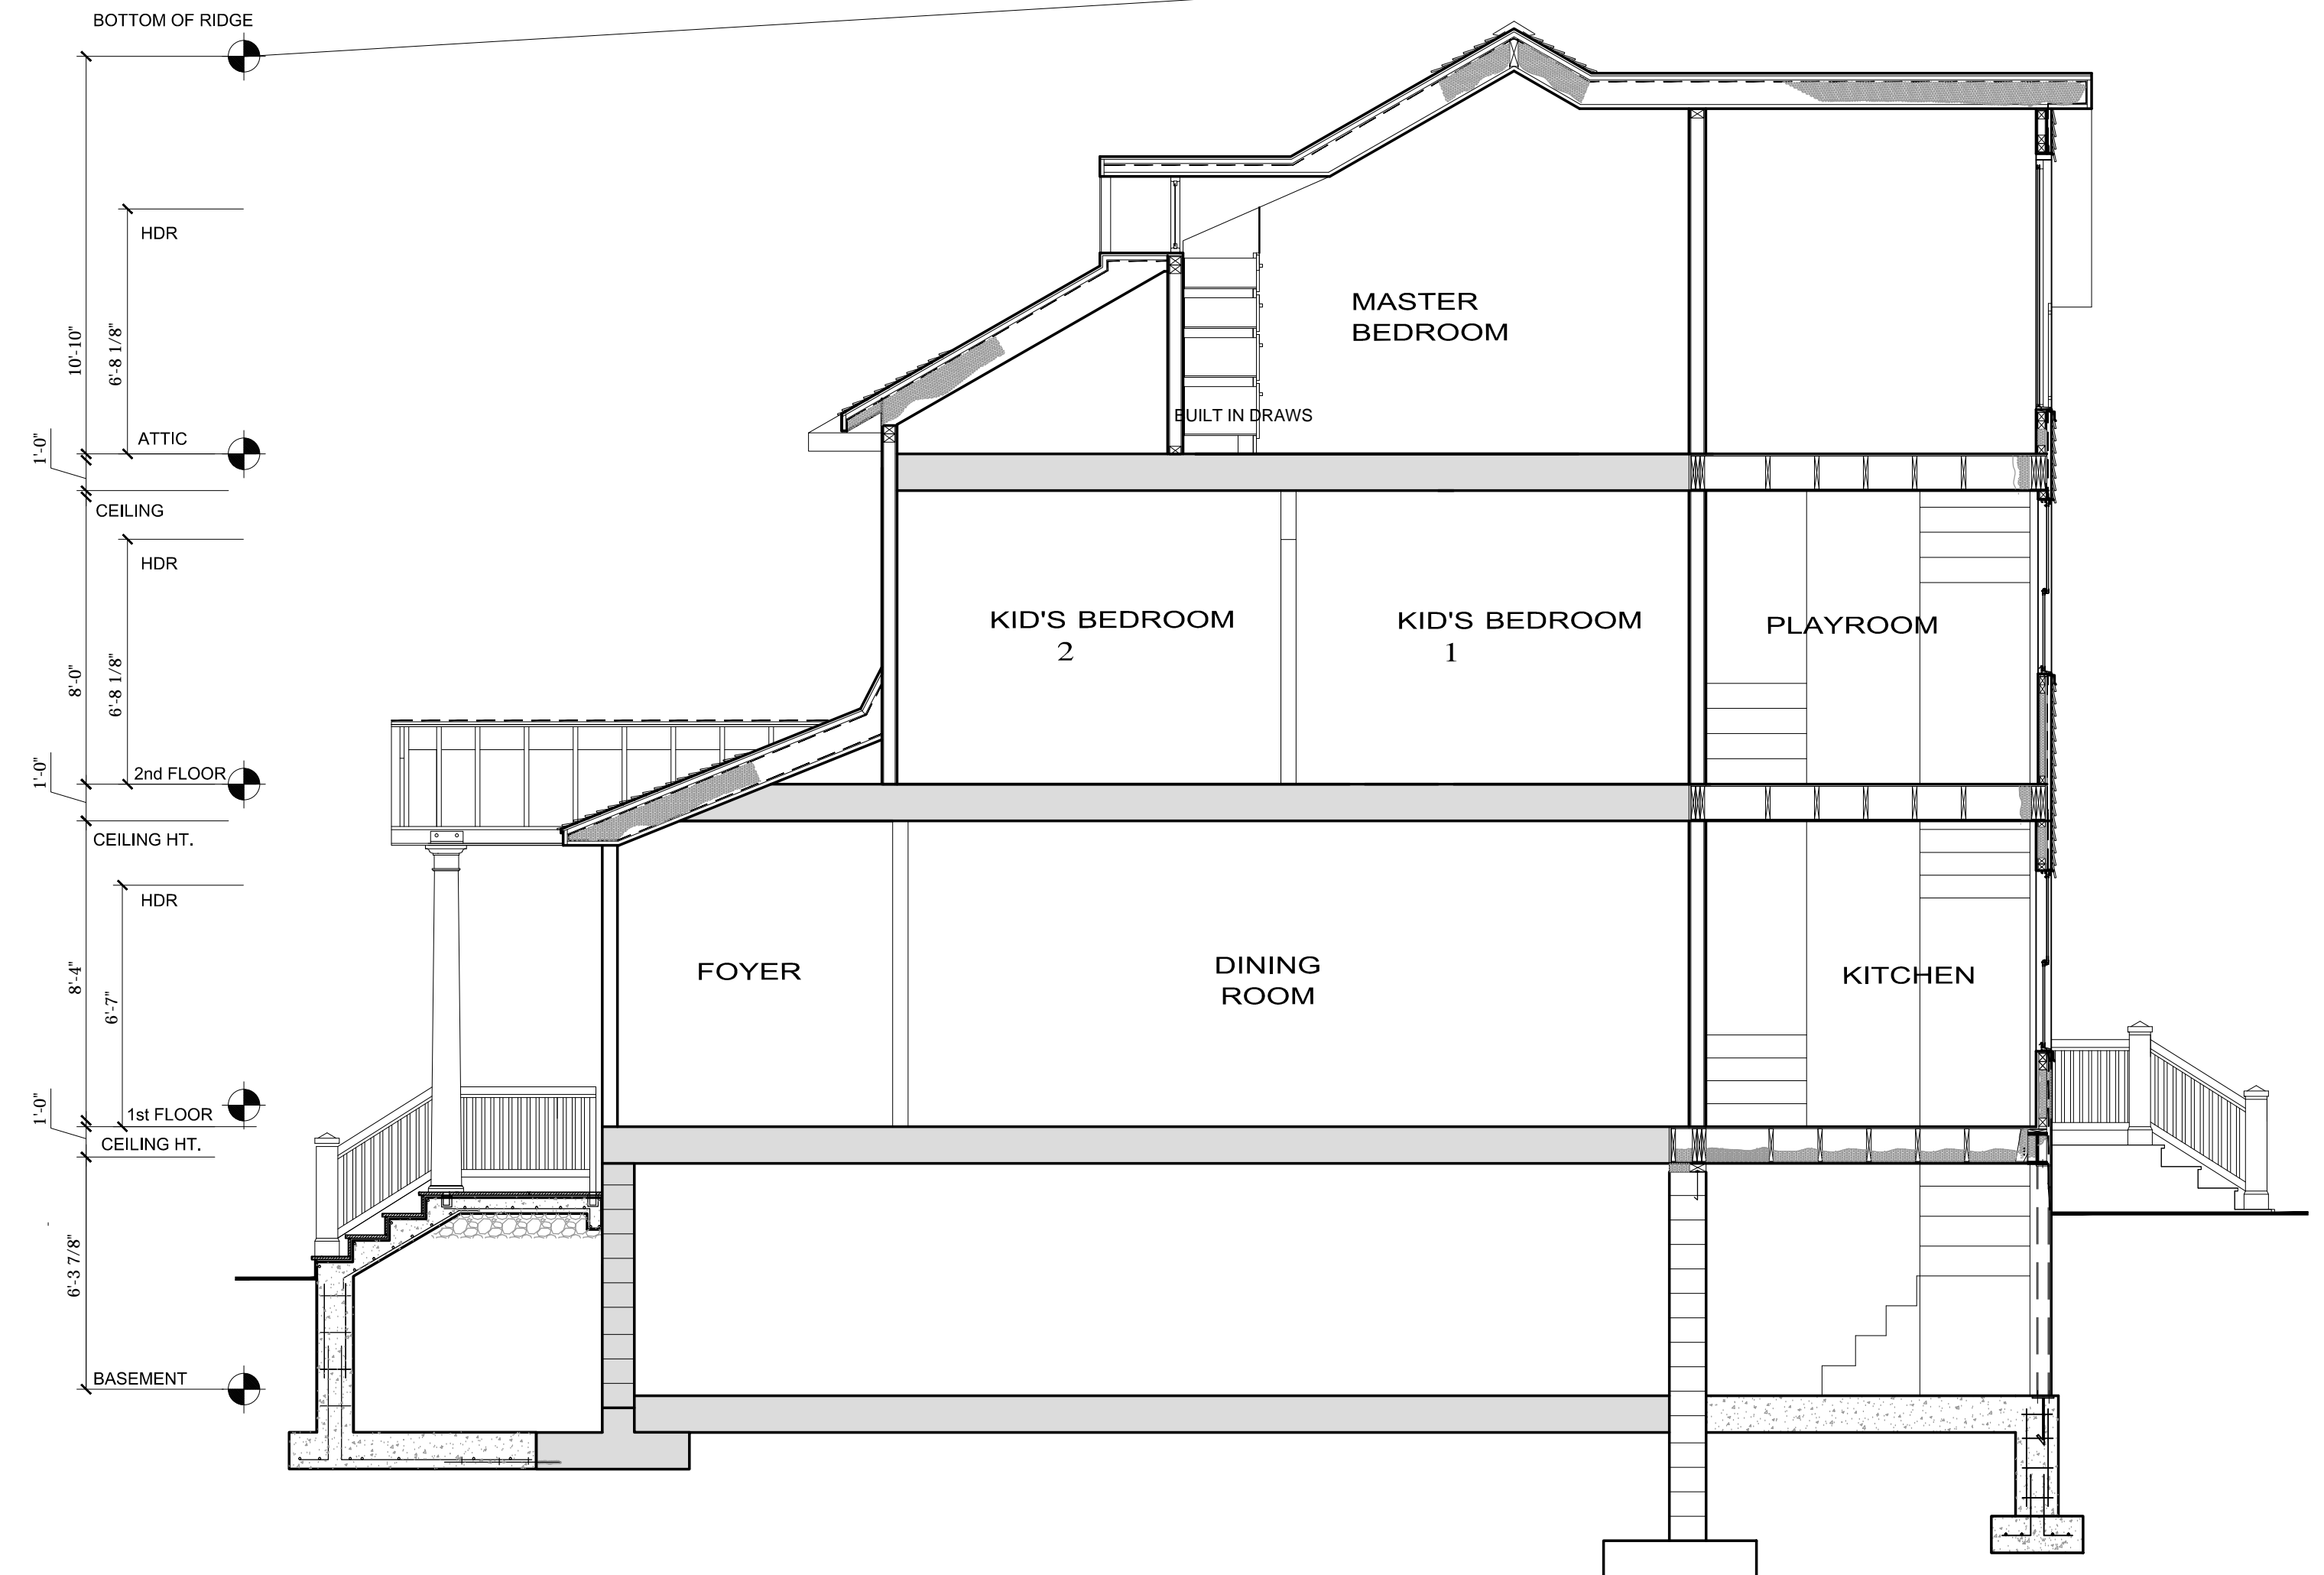 BOTTOM OF RIDGE
HDR
10'-10"
6'-8 1/8"
MASTER
BEDROOM
BUILT IN DRAWS
ATTIC
1'-0"
CEILING
HDR
8'-0"
6'-8 1/8"
KID'S BEDROOM
2
KID'S BEDROOM
1
PLAYROOM
2nd FLOOR
1'-0"
CEILING HT.
HDR
8'-4"
6'-7"
FOYER
DINING
ROOM
KITCHEN
1st FLOOR
1'-0"
CEILING HT.
6'-3 7/8"
BASEMENT